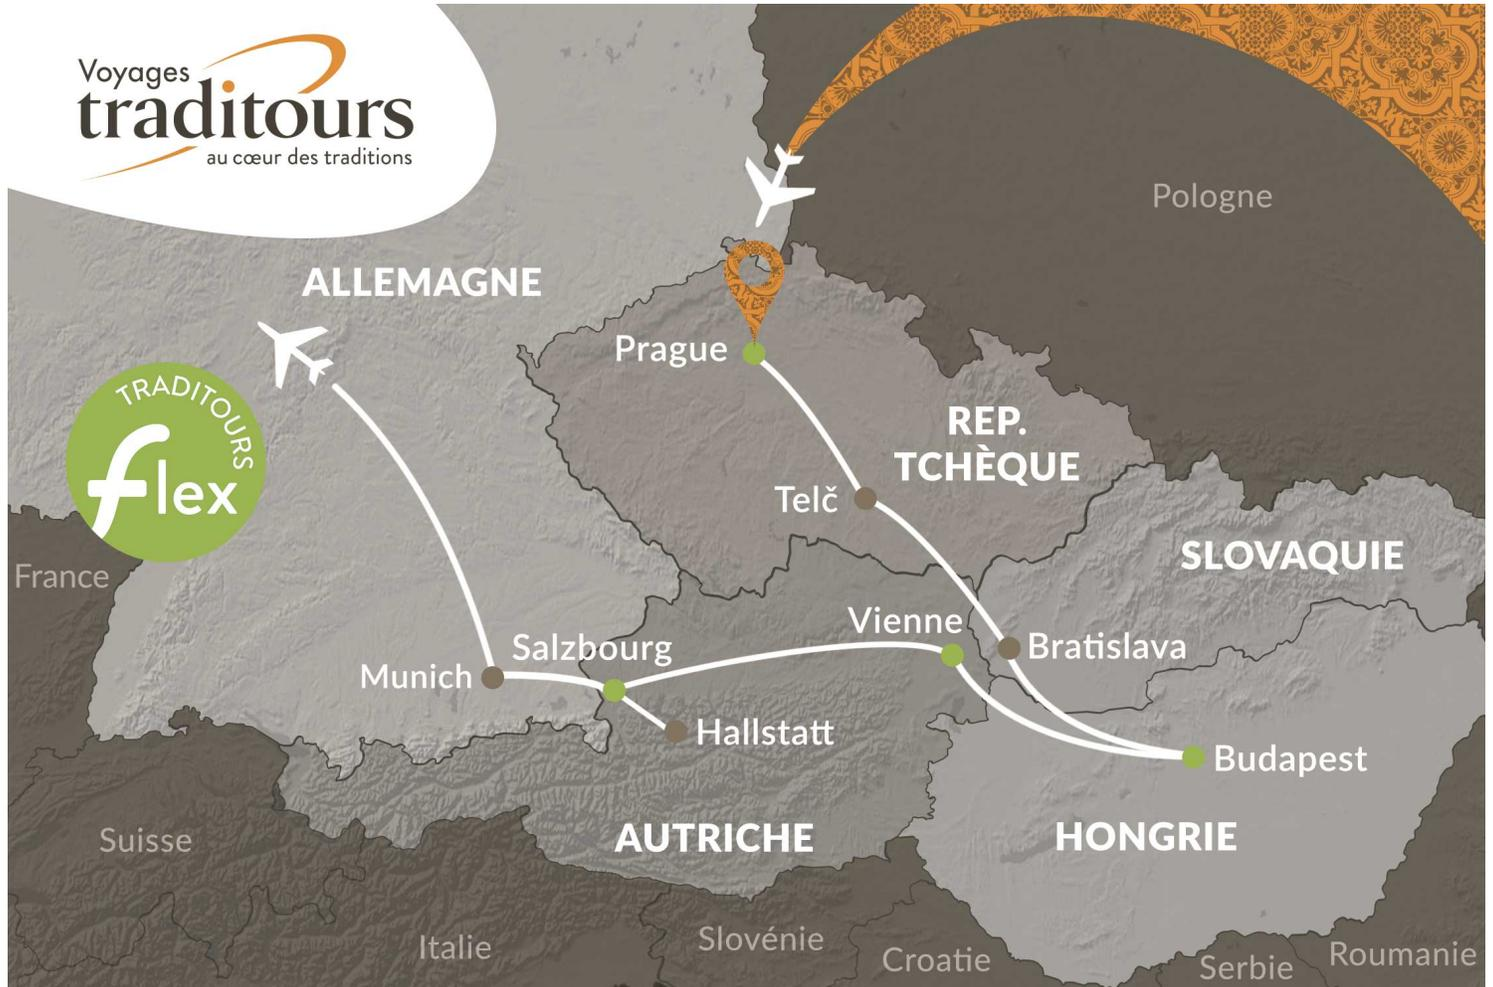 Voyages
traditours
au cœur des traditions
Pologne
ALLEMAGNE
Prague
TRADITOURS
flex
REP.
TCHÈQUE
Telč
SLOVAQUIE
France
Vienne
Salzbourg
Bratislava
Munich
Hallstatt
Budapest
Suisse
AUTRICHE
HONGRIE
Italie
Slovénie
Croatie
Serbie
Roumanie